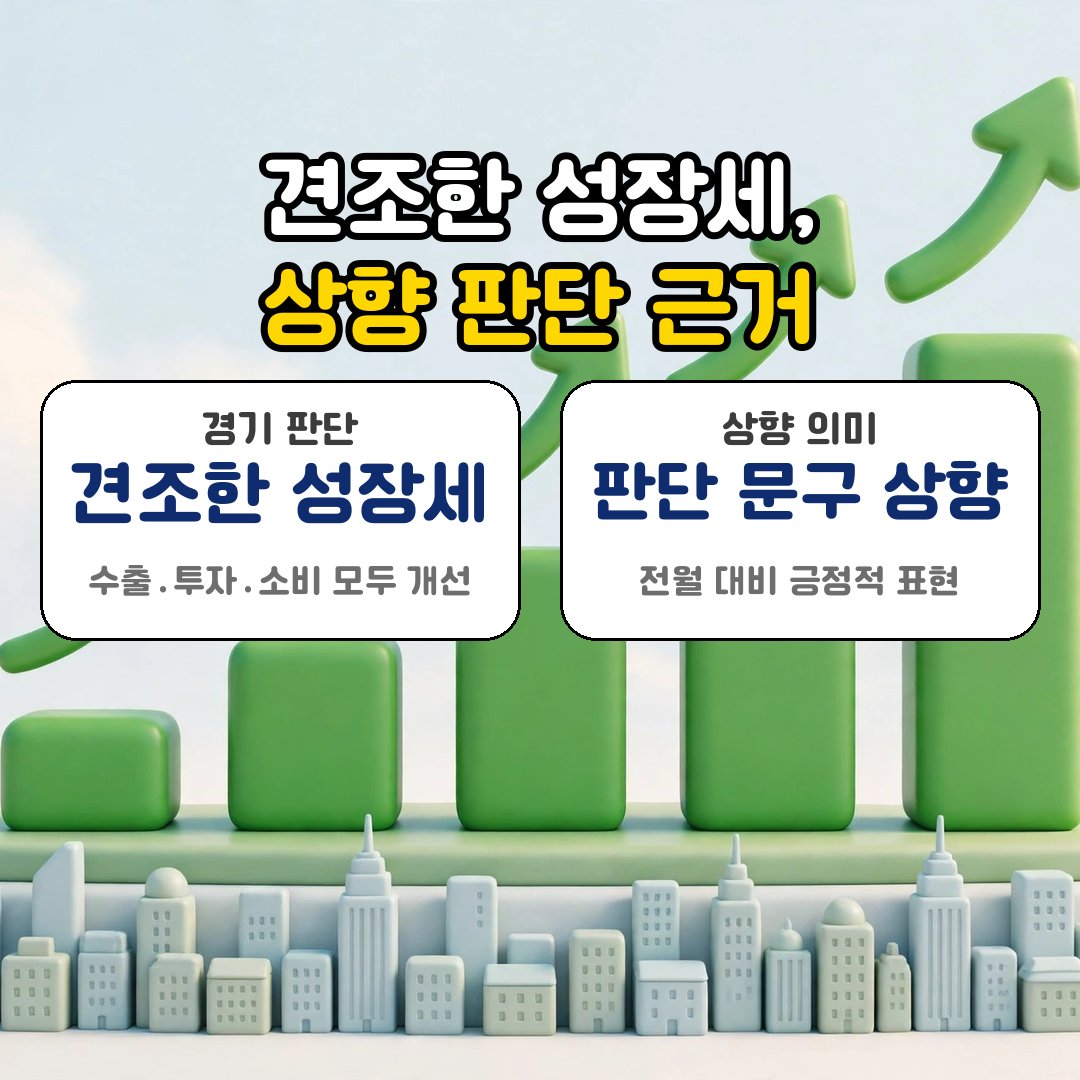 견조한 성장세,
상향 판단 근거
경기 판단
견조한 성장세
수출.투자.소비 모두 개선
상향 의미
판단 문구 상향
전월 대비 긍정적 표현